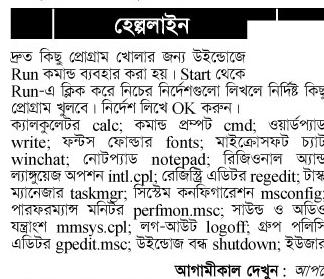 হেল্পলাইন
দ্রুত কিছু প্রোগ্রাম খোলার জন্য উইন্ডোজে
Run কমান্ড ব্যবহার করা হয়। Start থেকে
Run-এ ক্লিক করে নিচের নির্দেশগুলো লিখলে নির্দিষ্ট কিছু
প্রোগ্রাম খুলবে। নির্দেশ লিখে OK করুন।
ক্যালকুলেটর calc; কমান্ড প্রম্পট cmd; ওয়ার্ডপ্যাড
write; ফন্টস ফোল্ডার fonts; মাইক্রোসফট চ্যাট
winchat; নোটপ্যাড notepad; রিজিওনাল অ্যান্ড
ল্যাঙ্গুয়েজ অপশন intl.cpl; রেজিস্ট্রি এডিটর regedit; টাস্ক
ম্যানেজার taskmgr; সিস্টেম কনফিগারেশন msconfig;
পারফরম্যান্স মনিটর perfmon.msc; সাউন্ড ও অডিও
যন্ত্রাংশ mmsys.cpl; লগ-আউট logoff; গ্রুপ পলিসি
এডিটর gpedit.msc; উইন্ডোজ বন্ধ shutdown; ইউজার
আগামীকাল দেখুন :